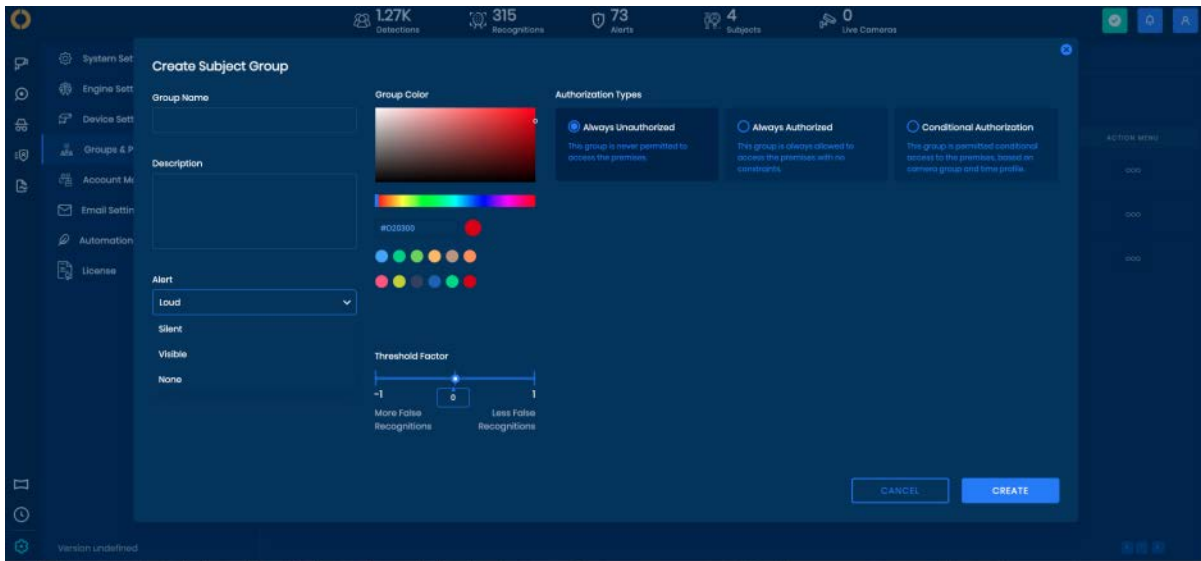 1.27K
Detections
315
Recognitions
73
Alerts
4
Subjects
0
Live Cameras
A
System Set
Engine Sett
Device Sett
Groups & P
Account M
Email Settin
Automation
License
Version undefined
Create Subject Group
Group Name
Description
Alert
Loud
Silent
Visible
None
Group Color
#D20300
Threshold Factor
-1
0
1
More False
Recognitions
Less False
Recognitions
Authorization Types
Always Unauthorized
This group is never permitted to
access the premises.
Always Authorized
This group is always allowed to
access the premises with no
constraints.
Conditional Authorization
This group is permitted conditional
access to the premises, based on
camera group and time profile.
ACTION MENU
CANCEL
CREATE